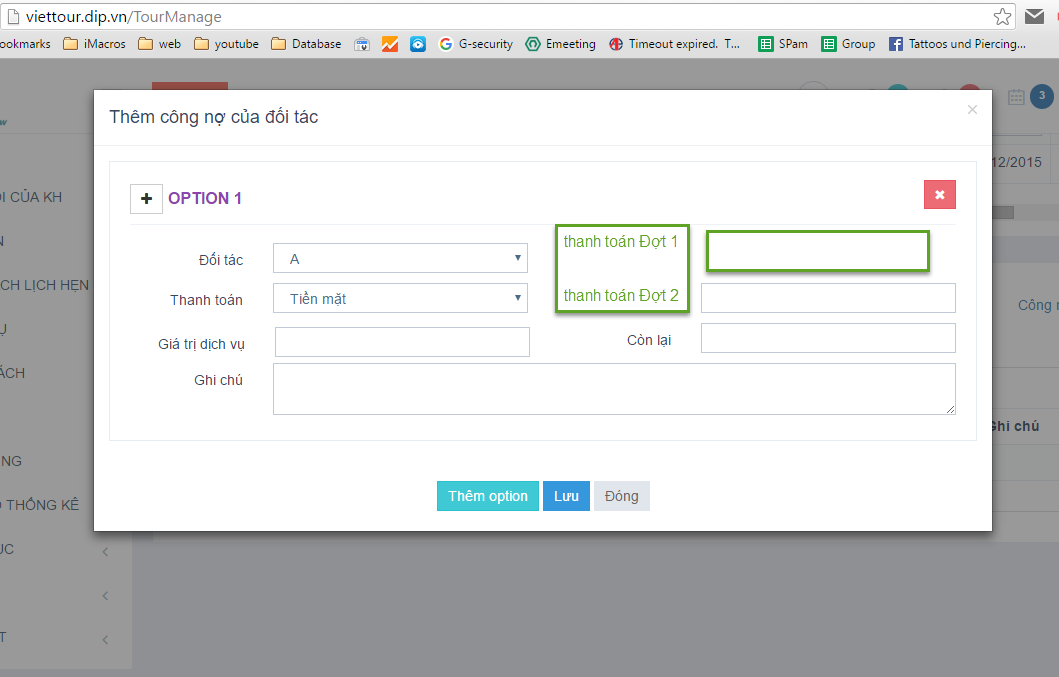 viettour.dip.vn/TourManage
ookmarks iMacros web youtube Database G-security Emeeting Timeout expired. T... SPam Group Tattoos und Piercing...
3
Thêm công nợ của đối tác ×
12/2015
I CỦA KH
OPTION 1
N
thanh toán Đợt 1
Đối tác A
CH LỊCH HẸN
thanh toán Đợt 2
Thanh toán Tiền mặt
Công n
Ụ
Giá trị dịch vụ Còn lại
ÁCH
Ghi chú
Ghi chú
NG
Thêm option Lưu Đóng
O THỐNG KÊ
ỤC
T